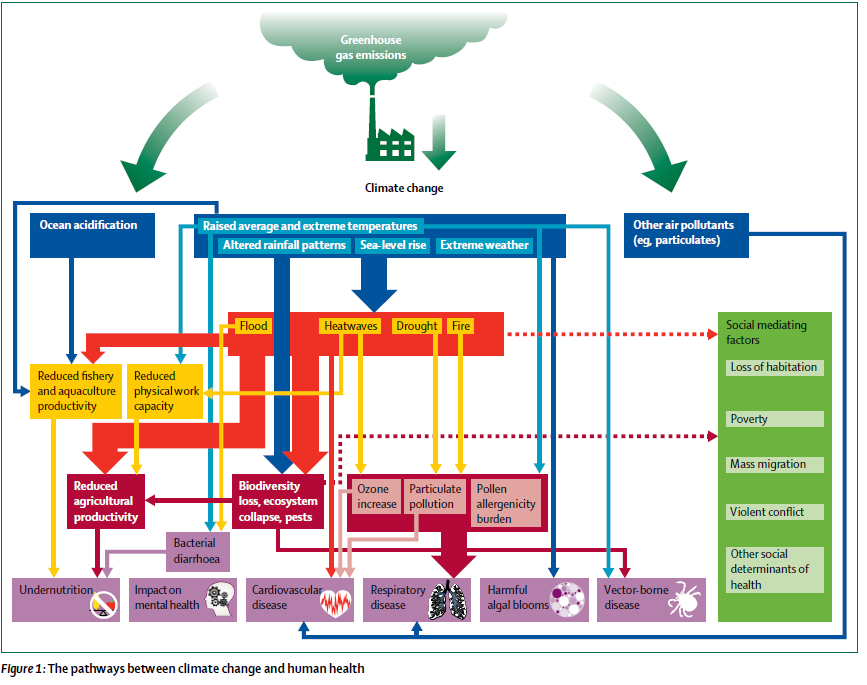 Greenhouse
gas emissions
Climate change
Ocean acidification
Raised average and extreme temperatures
Altered rainfall patterns
Sea-level rise
Extreme weather
Other air pollutants
(eg, particulates)
Flood
Heatwaves
Drought
Fire
Social mediating
factors
Loss of habitation
Poverty
Mass migration
Violent conflict
Other social
determinants of
health
Reduced fishery
and aquaculture
productivity
Reduced
physical work
capacity
Reduced
agricultural
productivity
Biodiversity
loss, ecosystem
collapse, pests
Ozone
increase
Particulate
pollution
Pollen
allergenicity
burden
Bacterial
diarrhoea
Undernutrition
Impact on
mental health
Cardiovascular
disease
Respiratory
disease
Harmful
algal blooms
Vector-borne
disease
Figure 1: The pathways between climate change and human health